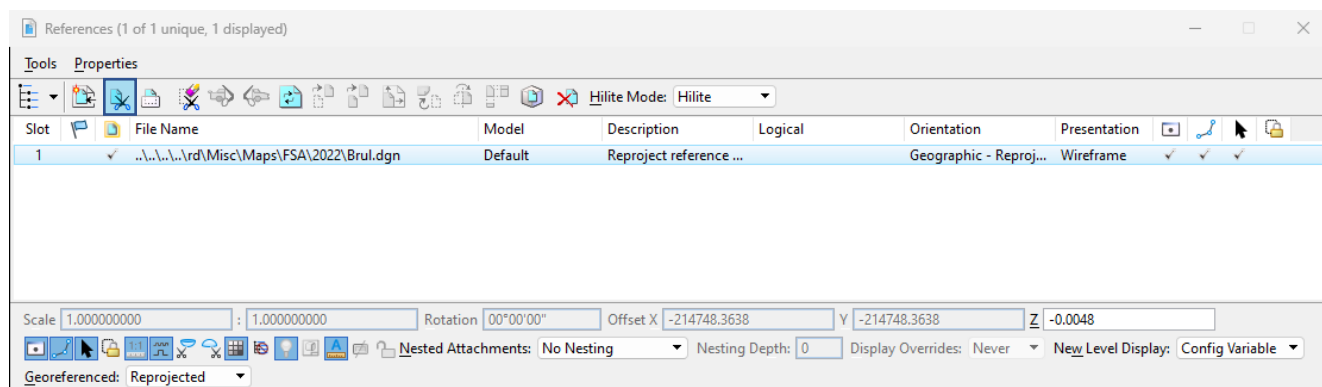 References (1 of 1 unique, 1 displayed)
Tools Properties
Hilite Mode: Hilite
Slot File Name Model Description Logical Orientation Presentation
1 ..\..\..\..\rd\Misc\Maps\FSA\2022\Brul.dgn Default Reproject reference ... Geographic - Reproj... Wireframe
Scale 1.000000000 : 1.000000000 Rotation 00°00'00" Offset X -214748.3638 Y -214748.3638 Z -0.0048
1:1 A Nested Attachments: No Nesting Nesting Depth: 0 Display Overrides: Never New Level Display: Config Variable
Georeferenced: Reprojected